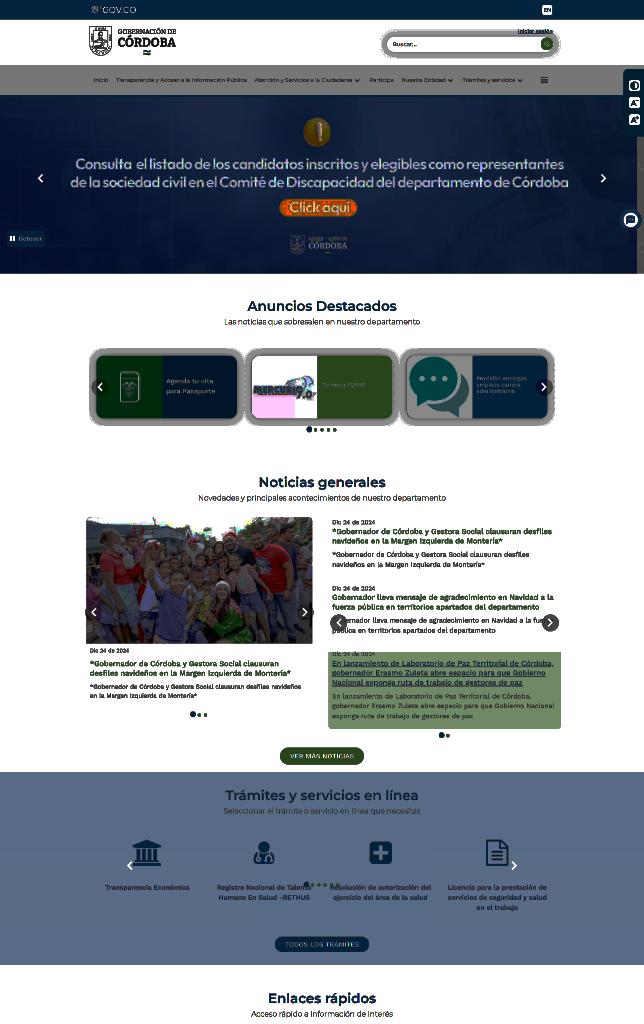 GOV.CO
EN
GOBERNACIÓN DE
CÓRDOBA
Iniciar sesión
Buscar...
Inicio Transparencia y Acceso a la Información Pública Atención y Servicios a la Ciudadanía Participa Nuestra Entidad Trámites y servicios
Consulta el listado de los candidatos inscritos y elegibles como representantes
de la sociedad civil en el Comité de Discapacidad del departamento de Córdoba
Click aquí
Detener
CÓRDOBA
Anuncios Destacados
Las noticias que sobresalen en nuestro departamento
Agenda tu cita
para Pasaporte
MERCURIO
Consulta PQRSD
Provisión encargos
empleos carrera
administrativa
Noticias generales
Novedades y principales acontecimientos de nuestro departamento
Dic 24 de 2024
*Gobernador de Córdoba y Gestora Social clausuran
desfiles navideños en la Margen Izquierda de Montería*
*Gobernador de Córdoba y Gestora Social clausuran desfiles navideños
en la Margen Izquierda de Montería*
Dic 24 de 2024
*Gobernador de Córdoba y Gestora Social clausuran desfiles
navideños en la Margen Izquierda de Montería*
*Gobernador de Córdoba y Gestora Social clausuran desfiles
navideños en la Margen Izquierda de Montería*
Dic 24 de 2024
Gobernador lleva mensaje de agradecimiento en Navidad a la
fuerza pública en territorios apartados del departamento
Gobernador lleva mensaje de agradecimiento en Navidad a la fuerza
pública en territorios apartados del departamento
Dic 24 de 2024
En lanzamiento de Laboratorio de Paz Territorial de Córdoba,
gobernador Erasmo Zuleta abre espacio para que Gobierno
Nacional exponga ruta de trabajo de gestores de paz
En lanzamiento de Laboratorio de Paz Territorial de Córdoba,
gobernador Erasmo Zuleta abre espacio para que Gobierno Nacional
exponga ruta de trabajo de gestores de paz
VER MÁS NOTICIAS
Trámites y servicios en línea
Seleccionar el trámite o servicio en línea que necesitas
Transparencia Económica
Registro Nacional de Talento
Humano En Salud -RETHUS
Resolución de autorización del
ejercicio del área de la salud
Licencia para la prestación de
servicios de seguridad y salud
en el trabajo
TODOS LOS TRÁMITES
Enlaces rápidos
Acceso rápido a información de interés